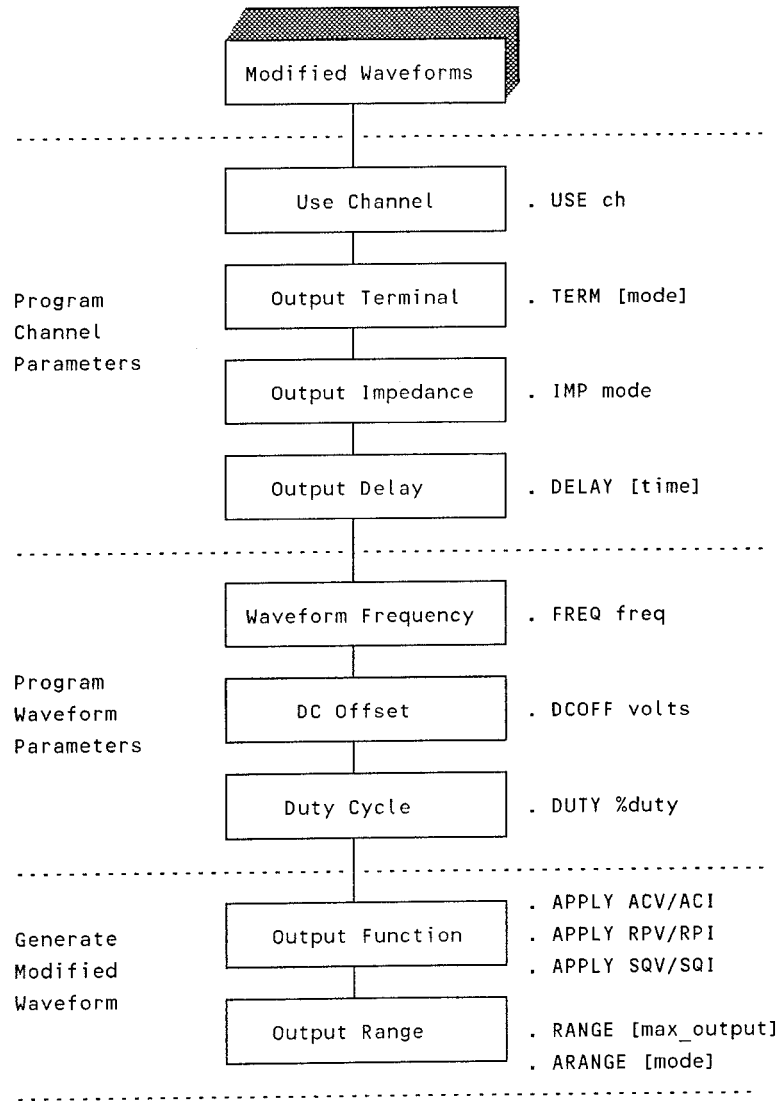 Modified Waveforms
Use Channel
. USE ch
Program
Channel
Parameters
Output Terminal
. TERM [mode]
Output Impedance
. IMP mode
Output Delay
. DELAY [time]
Waveform Frequency
. FREQ freq
Program
Waveform
Parameters
DC Offset
. DCOFF volts
Duty Cycle
. DUTY %duty
Generate
Modified
Waveform
Output Function
. APPLY ACV/ACI
. APPLY RPV/RPI
. APPLY SQV/SQI
Output Range
. RANGE [max_output]
. ARANGE [mode]